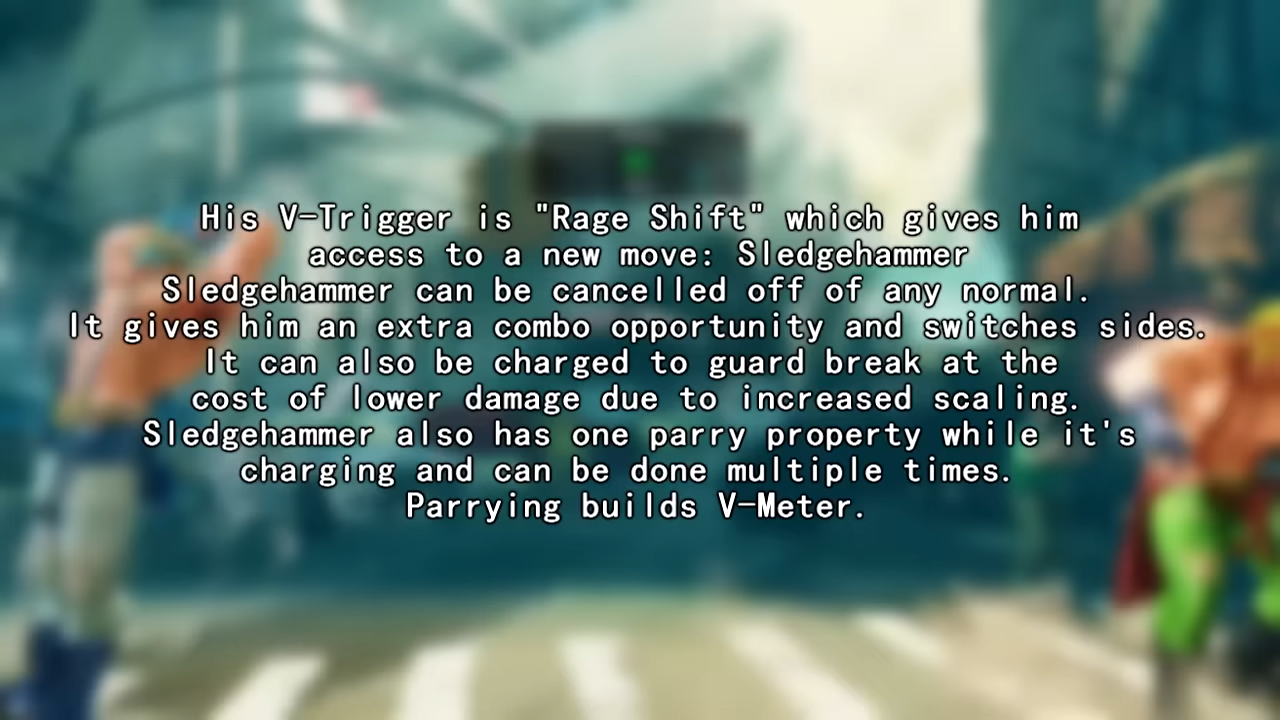 His V-Trigger is "Rage Shift" which gives him
access to a new move: Sledgehammer
Sledgehammer can be cancelled off of any normal.
It gives him an extra combo opportunity and switches sides.
It can also be charged to guard break at the
cost of lower damage due to increased scaling.
Sledgehammer also has one parry property while it's
charging and can be done multiple times.
Parrying builds V-Meter.